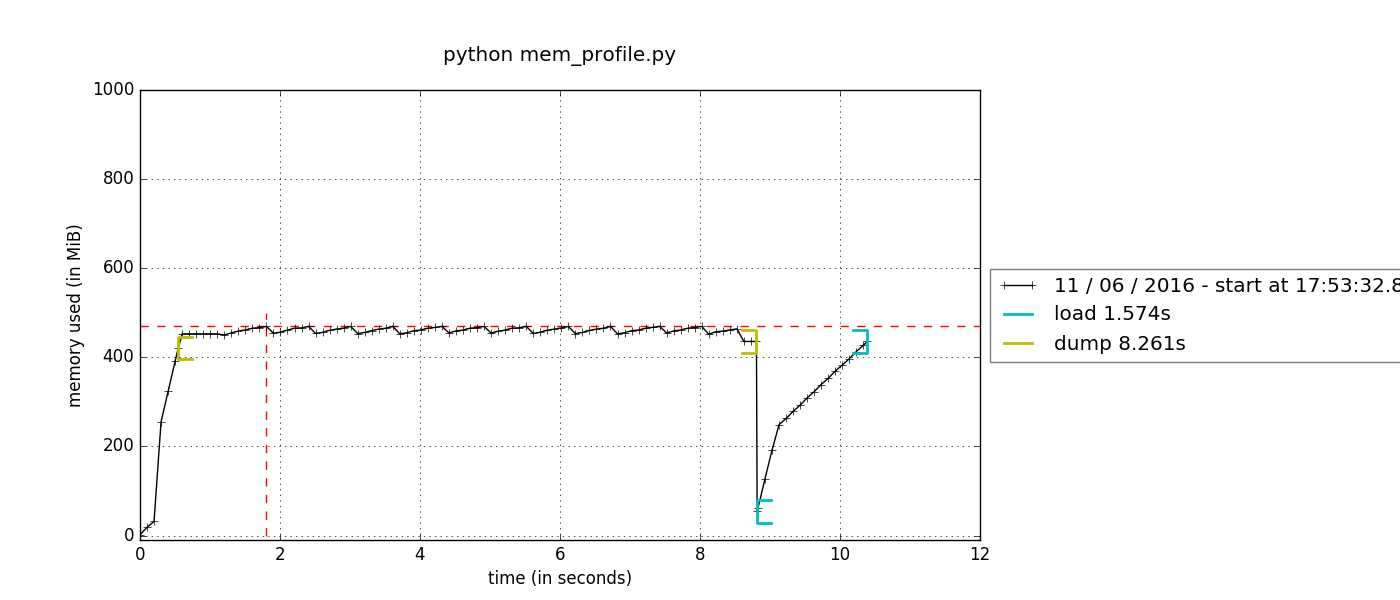 python mem_profile.py
1000
800
600
400
200
0
memory used (in MiB)
0 2 4 6 8 10 12
time (in seconds)
11 / 06 / 2016 - start at 17:53:32.8
load 1.574s
dump 8.261s